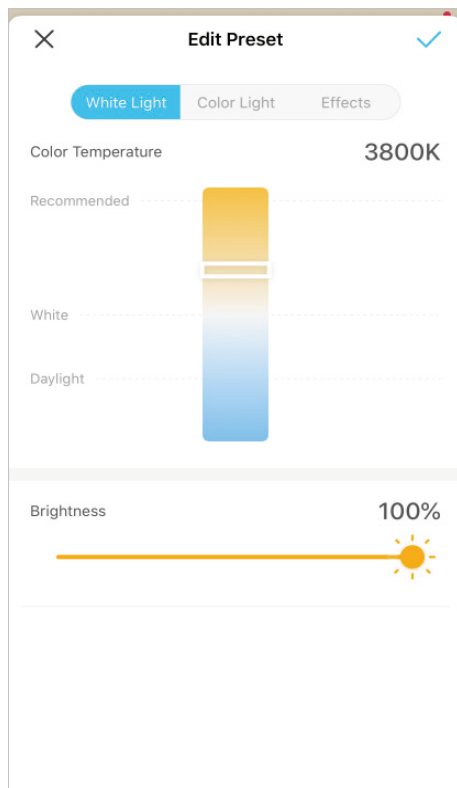 Edit Preset
White Light Color Light Effects
Color Temperature 3800K
Recommended
White
Daylight
Brightness 100%